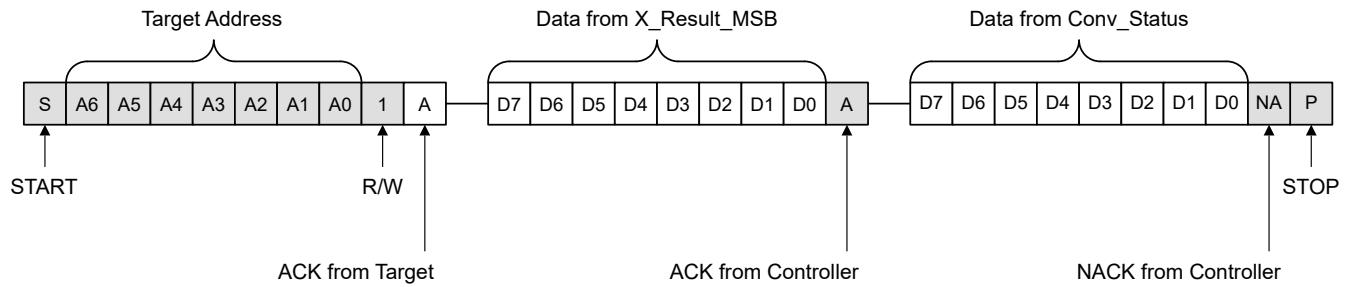 Target Address
Data from X_Result_MSB
Data from Conv_Status
S A6 A5 A4 A3 A2 A1 A0 1 A D7 D6 D5 D4 D3 D2 D1 D0 A D7 D6 D5 D4 D3 D2 D1 D0 NA P
START
R/W
STOP
ACK from Target
ACK from Controller
NACK from Controller